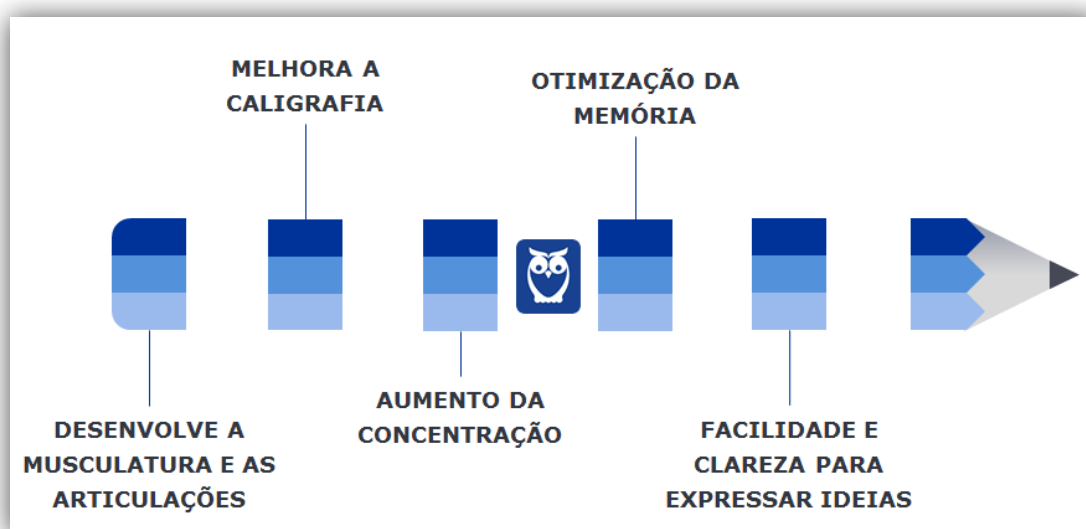 MELHORA A
CALIGRAFIA
OTIMIZAÇÃO DA
MEMÓRIA
DESENVOLVE A
MUSCULATURA E AS
ARTICULAÇÕES
AUMENTO DA
CONCENTRAÇÃO
FACILIDADE E
CLAREZA PARA
EXPRESSAR IDEIAS